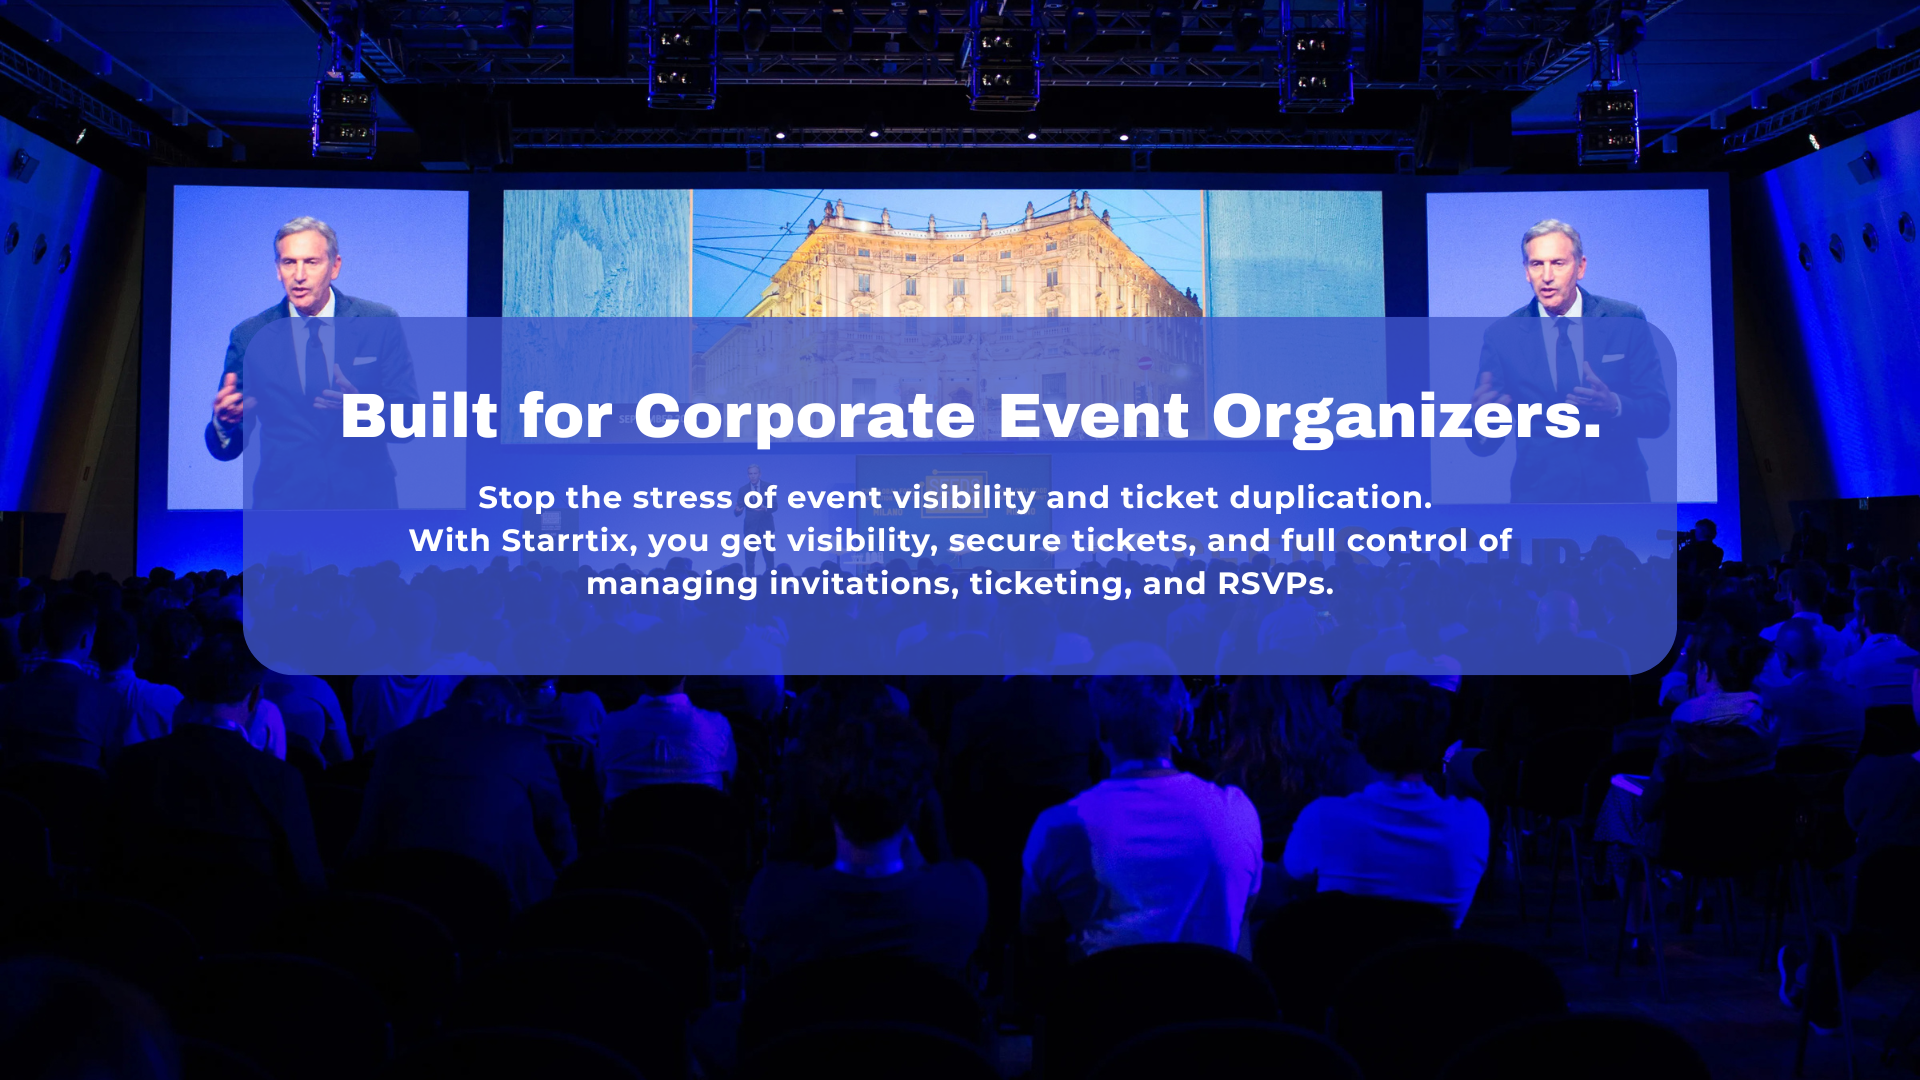 Built for Corporate Event Organizers.
Stop the stress of event visibility and ticket duplication.
With Starrtix, you get visibility, secure tickets, and full control of
managing invitations, ticketing, and RSVPs.